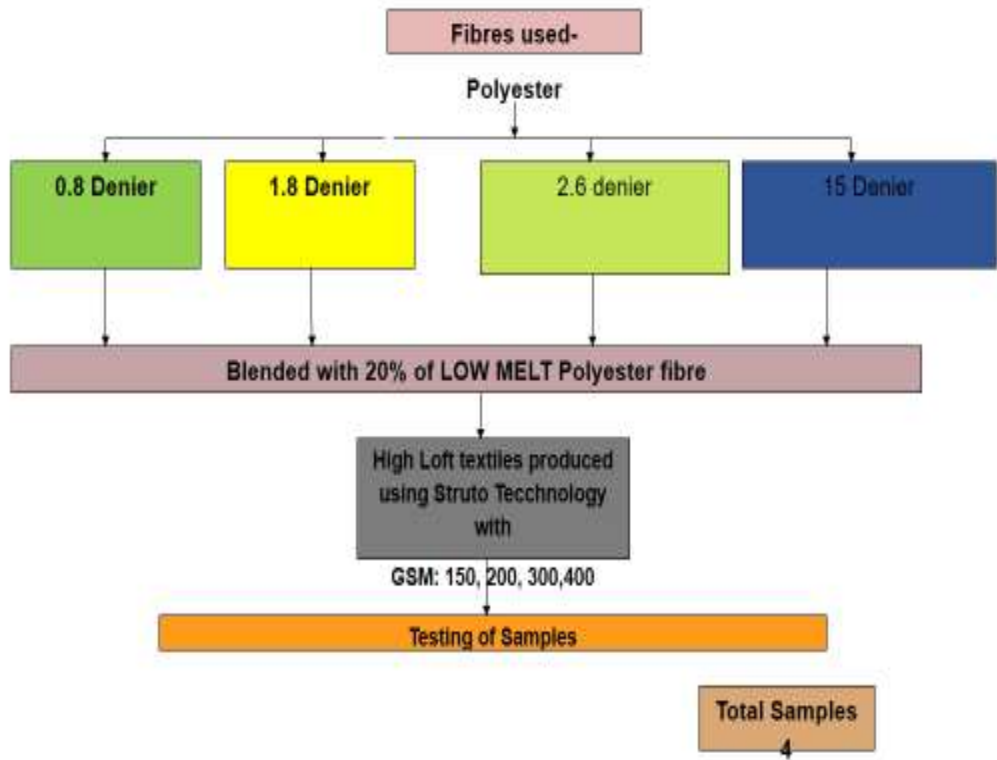 Fibres used-
Polyester
0.8 Denier
1.8 Denier
2.6 denier
15 Denier
Blended with 20% of LOW MELT Polyester fibre
High Loft textiles produced
using Struto Tecchnology
with
GSM: 150, 200, 300,400
Testing of Samples
Total Samples
4